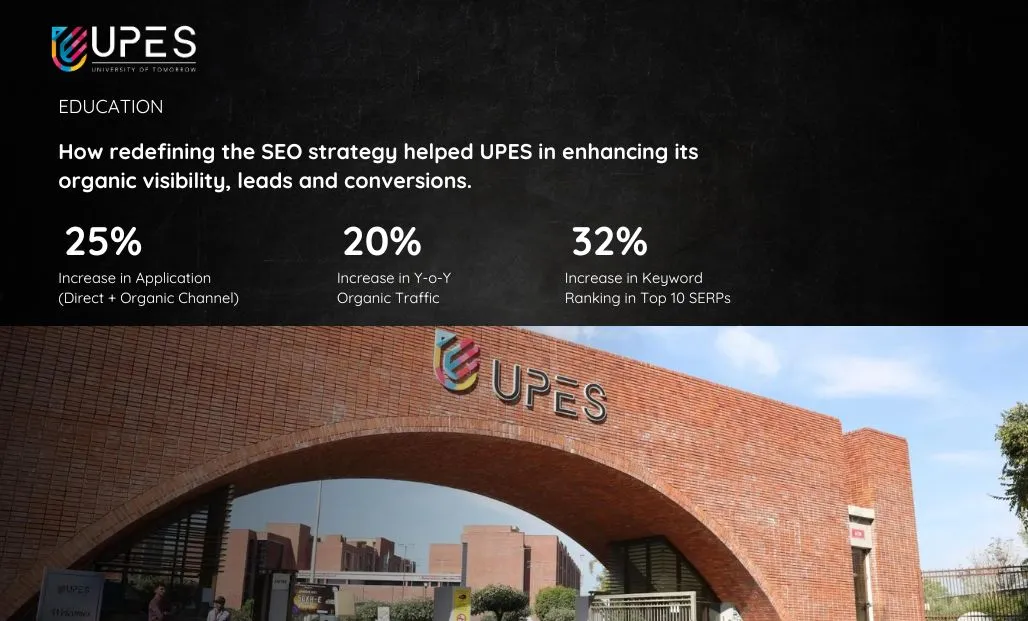 UPES
UNIVERSITY OF TOMORROW
EDUCATION
How redefining the SEO strategy helped UPES in enhancing its
organic visibility, leads and conversions.
25%
20%
32%
Increase in Application
(Direct + Organic Channel)
Increase in Y-o-Y
Organic Traffic
Increase in Keyword
Ranking in Top 10 SERPs
UPES
UPES
Welcomes